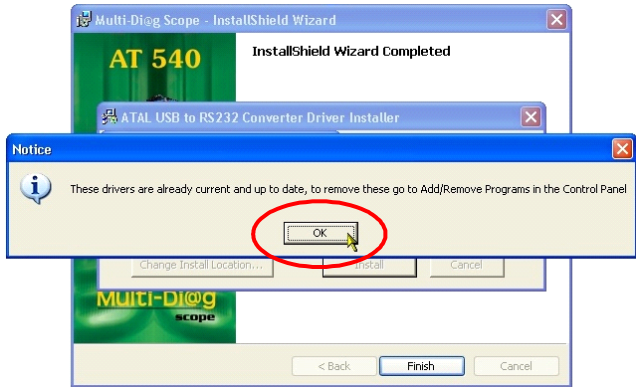 Multi-Di@g Scope - InstallShield Wizard
AT 540
InstallShield Wizard Completed
ATAL USB to RS232 Converter Driver Installer
Notice
These drivers are already current and up to date, to remove these go to Add/Remove Programs in the Control Panel
OK
Change Install Location...
Install
Cancel
Multi-Di@g
scope
< Back
Finish
Cancel